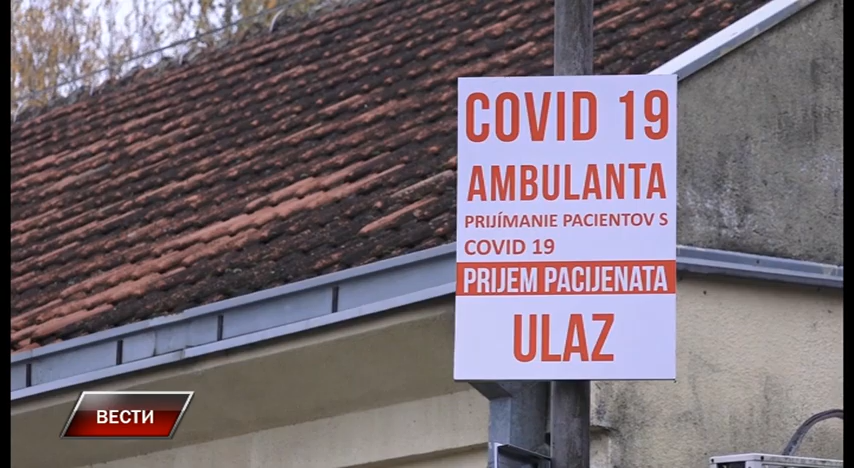 COVID 19
AMBULANTA
PRIJÍMANIE PACIENTOV S
COVID 19
PRIJEM PACIJENATA
ULAZ
ВЕСТИ